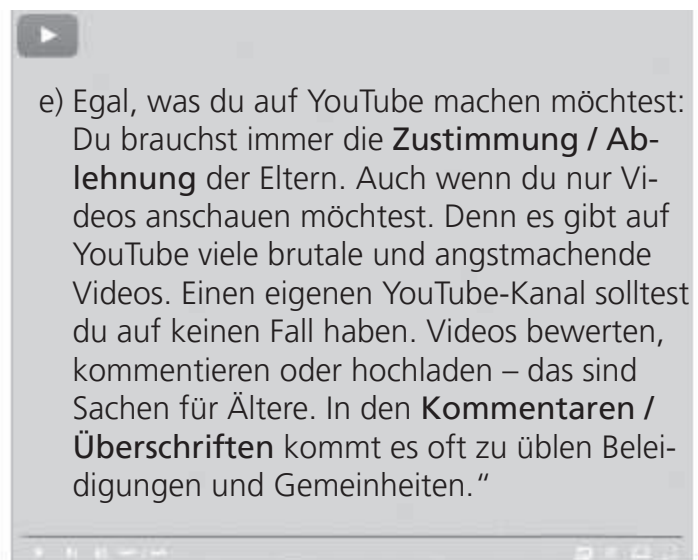 e) Egal, was du auf YouTube machen möchtest:
Du brauchst immer die Zustimmung / Ab-
lehnung der Eltern. Auch wenn du nur Vi-
deos anschauen möchtest. Denn es gibt auf
YouTube viele brutale und angstmachende
Videos. Einen eigenen YouTube-Kanal solltest
du auf keinen Fall haben. Videos bewerten,
kommentieren oder hochladen – das sind
Sachen für Ältere. In den Kommentaren /
Überschriften kommt es oft zu üblen Belei-
digungen und Gemeinheiten.“